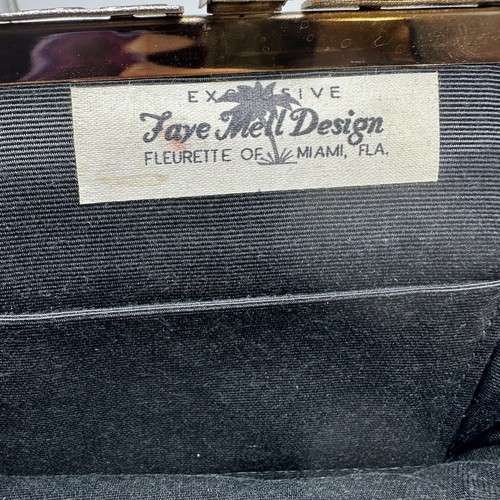 EXCLUSIVE
Faye Mell Design
FLEURETTE OF MIAMI, FLA.